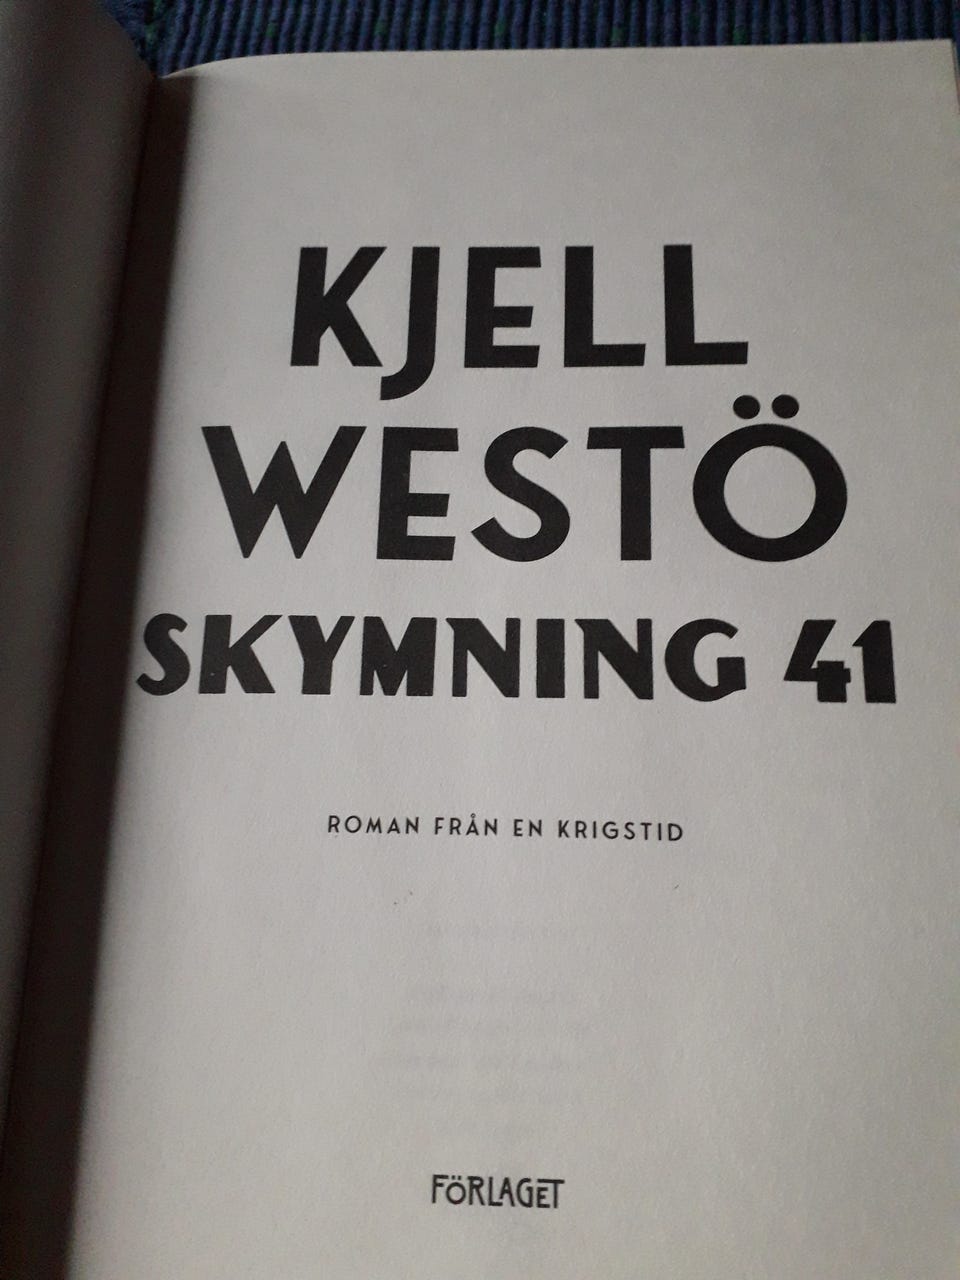 KJELL
WESTÖ
SKYMNING 41
ROMAN FRÅN EN KRIGSTID
FÖRLAGET